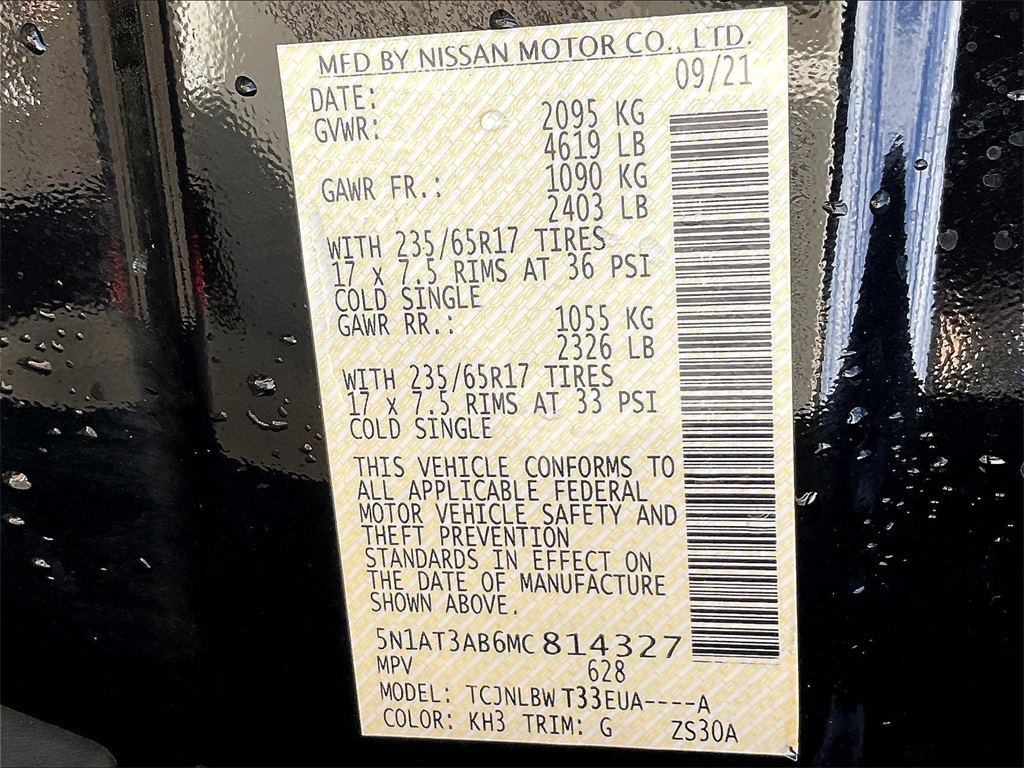 MFD BY NISSAN MOTOR CO., LTD.
DATE: 09/21
GVWR: 2095 KG
4619 LB
GAWR FR.: 1090 KG
2403 LB
WITH 235/65R17 TIRES
17 x 7.5 RIMS AT 36 PSI
COLD SINGLE
GAWR RR.: 1055 KG
2326 LB
WITH 235/65R17 TIRES
17 x 7.5 RIMS AT 33 PSI
COLD SINGLE
THIS VEHICLE CONFORMS TO
ALL APPLICABLE FEDERAL
MOTOR VEHICLE SAFETY AND
THEFT PREVENTION
STANDARDS IN EFFECT ON
THE DATE OF MANUFACTURE
SHOWN ABOVE.
5N1AT3AB6MC814327
MPV 628
MODEL: TCJNLBW T33EUA----A
COLOR: KH3 TRIM: G ZS30A